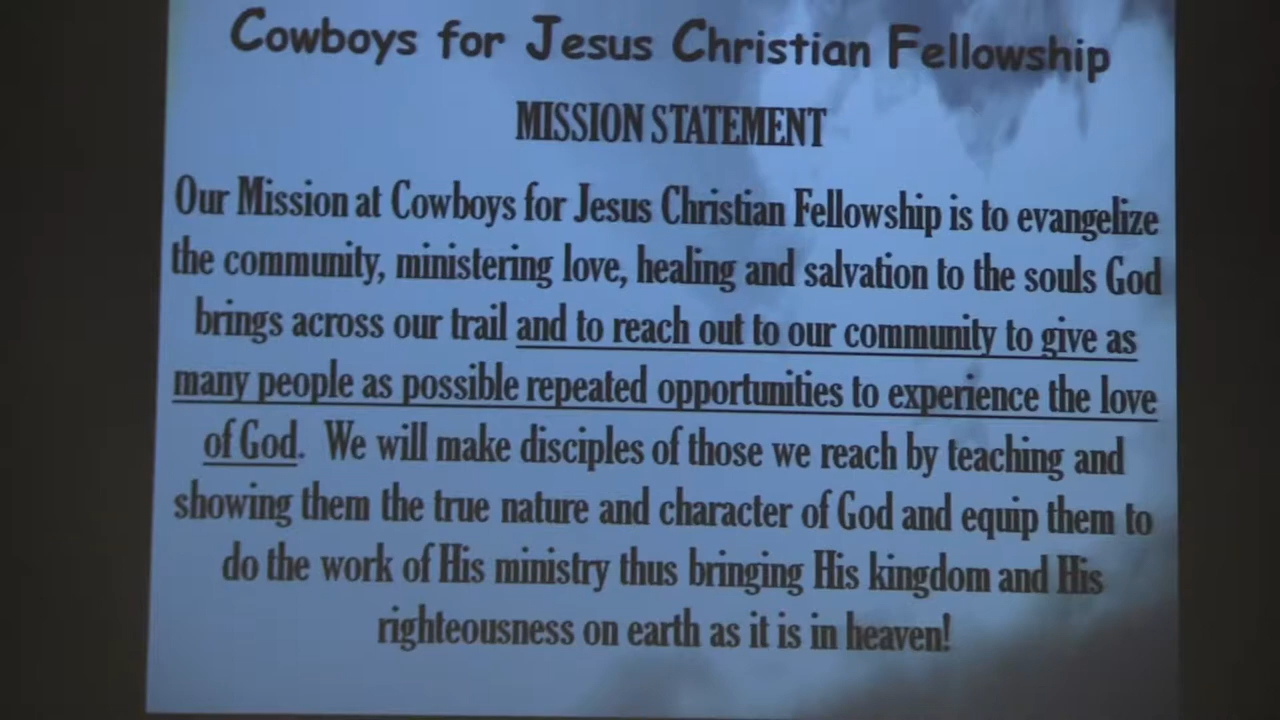 Cowboys for Jesus Christian Fellowship
MISSION STATEMENT
Our Mission at Cowboys for Jesus Christian Fellowship is to evangelize
the community, ministering love, healing and salvation to the souls God
brings across our trail and to reach out to our community to give as
many people as possible repeated opportunities to experience the love
of God. We will make disciples of those we reach by teaching and
showing them the true nature and character of God and equip them to
do the work of His ministry thus bringing His kingdom and His
righteousness on earth as it is in heaven!